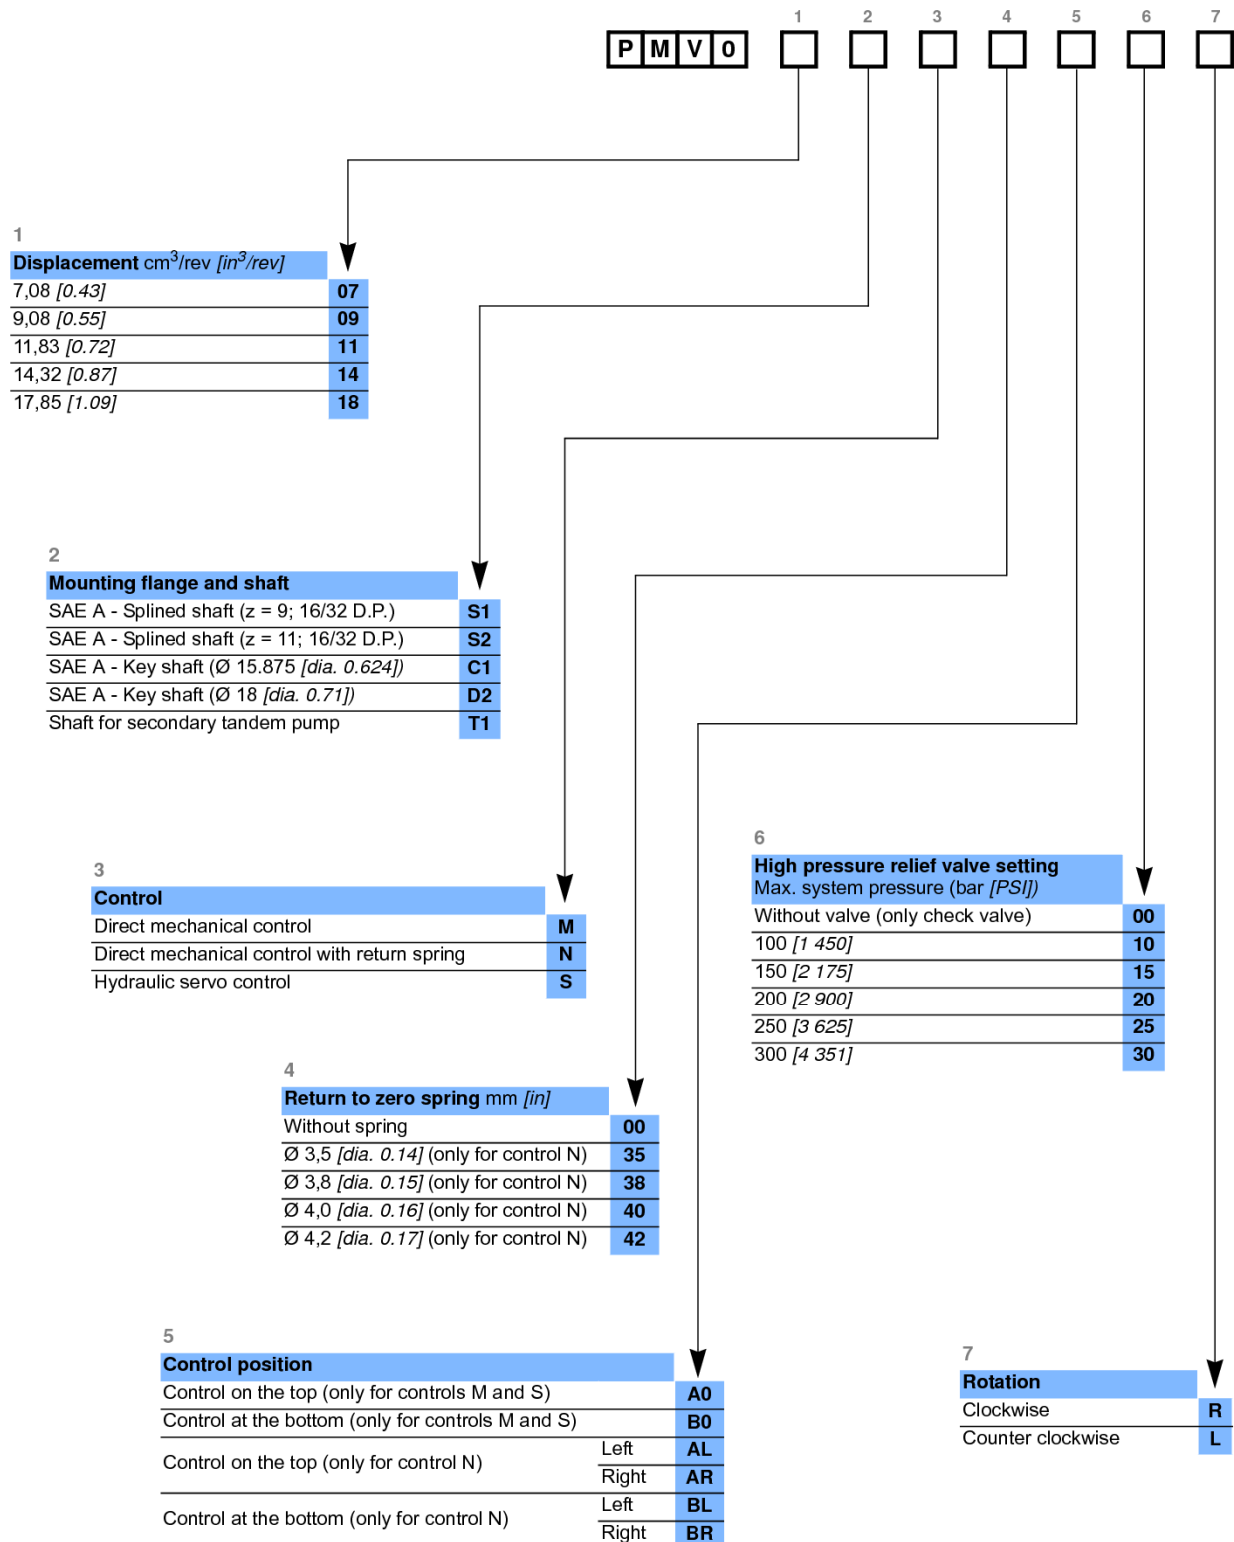 1 2 3 4 5 6 7
P M V 0
1
Displacement cm³/rev [in³/rev]
7,08 [0.43] 07
9,08 [0.55] 09
11,83 [0.72] 11
14,32 [0.87] 14
17,85 [1.09] 18
2
Mounting flange and shaft
SAE A - Splined shaft (z = 9; 16/32 D.P.) S1
SAE A - Splined shaft (z = 11; 16/32 D.P.) S2
SAE A - Key shaft (Ø 15.875 [dia. 0.624]) C1
SAE A - Key shaft (Ø 18 [dia. 0.71]) D2
Shaft for secondary tandem pump T1
3
Control
Direct mechanical control M
Direct mechanical control with return spring N
Hydraulic servo control S
6
High pressure relief valve setting
Max. system pressure (bar [PSI])
Without valve (only check valve) 00
100 [1 450] 10
150 [2 175] 15
200 [2 900] 20
250 [3 625] 25
300 [4 351] 30
4
Return to zero spring mm [in]
Without spring 00
Ø 3,5 [dia. 0.14] (only for control N) 35
Ø 3,8 [dia. 0.15] (only for control N) 38
Ø 4,0 [dia. 0.16] (only for control N) 40
Ø 4,2 [dia. 0.17] (only for control N) 42
5
Control position
Control on the top (only for controls M and S) A0
Control at the bottom (only for controls M and S) B0
Control on the top (only for control N) Left AL
Right AR
Control at the bottom (only for control N) Left BL
Right BR
7
Rotation
Clockwise R
Counter clockwise L